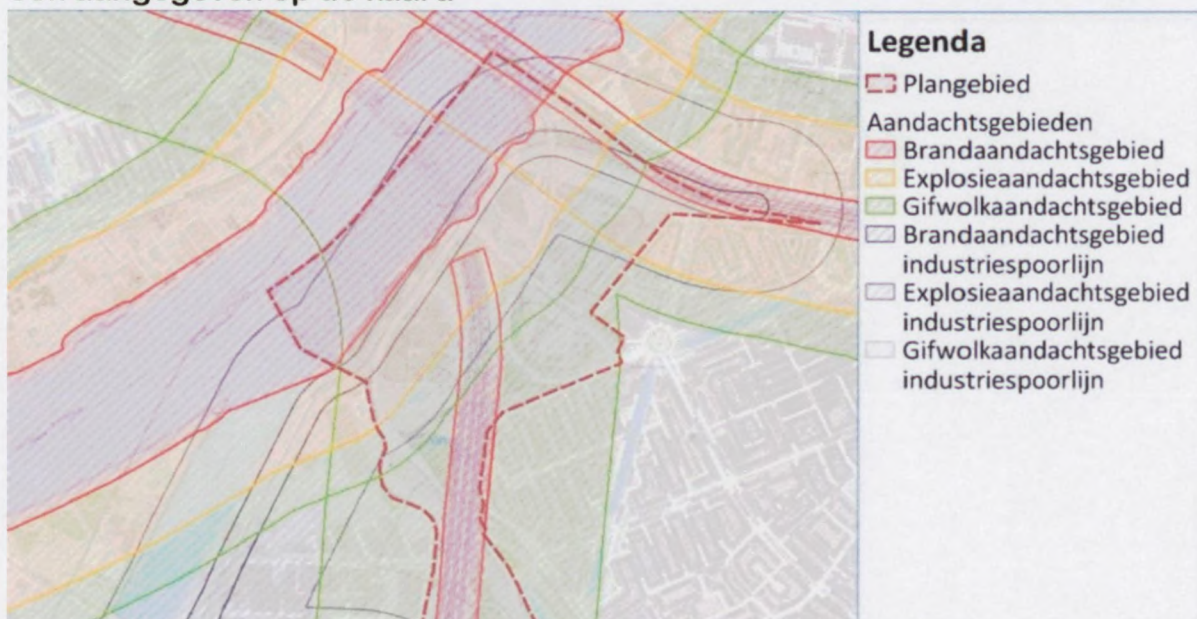 Legenda
Plangebied
Aandachtsgebieden
Brandaandachtsgebied
Explosieaandachtsgebied
Gifwolkaandachtsgebied
Brandaandachtsgebied
industriespoorlijn
Explosieaandachtsgebied
industriespoorlijn
Gifwolkaandachtsgebied
industriespoorlijn